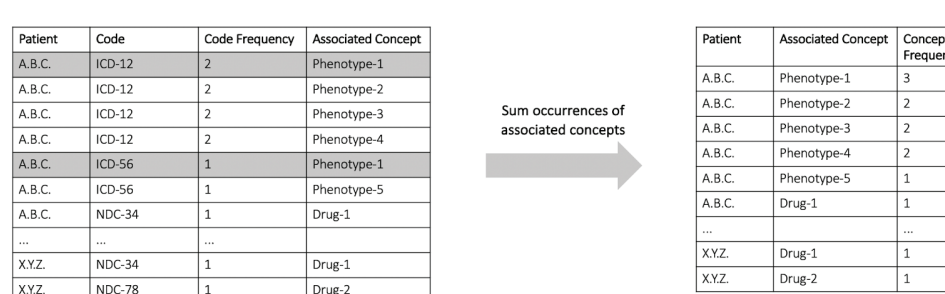 Patient Code Code Frequency Associated Concept
A.B.C. ICD-12 2 Phenotype-1
A.B.C. ICD-12 2 Phenotype-2
A.B.C. ICD-12 2 Phenotype-3
A.B.C. ICD-12 2 Phenotype-4
A.B.C. ICD-56 1 Phenotype-1
A.B.C. ICD-56 1 Phenotype-5
A.B.C. NDC-34 1 Drug-1
... ... ...
X.Y.Z. NDC-34 1 Drug-1
X.Y.Z. NDC-78 1 Drug-2
Sum occurrences of
associated concepts
Patient Associated Concept Concep
Frequer
A.B.C. Phenotype-1 3
A.B.C. Phenotype-2 2
A.B.C. Phenotype-3 2
A.B.C. Phenotype-4 2
A.B.C. Phenotype-5 1
A.B.C. Drug-1 1
... ...
X.Y.Z. Drug-1 1
X.Y.Z. Drug-2 1